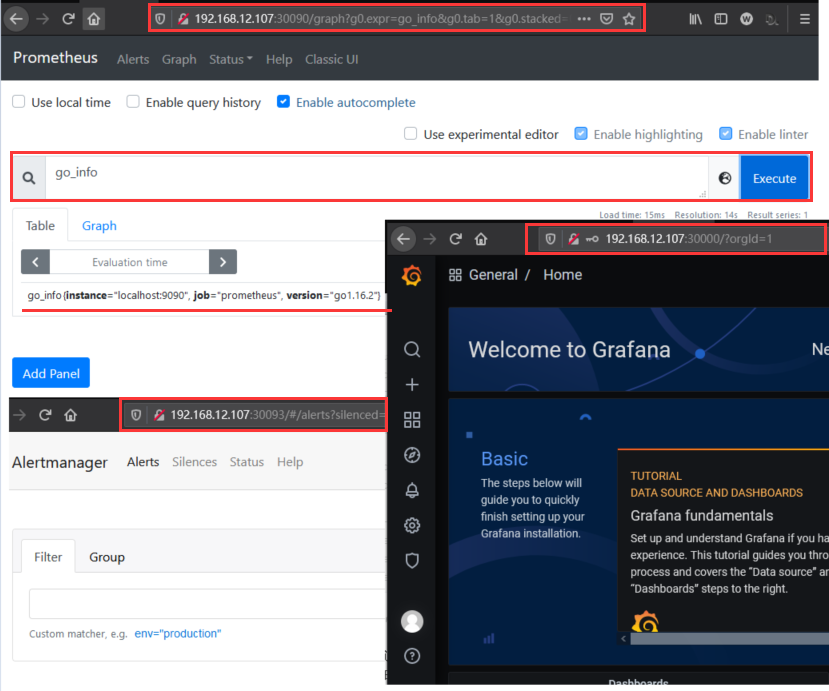 192.168.12.107:30090/graph?g0.expr=go_info&g0.tab=1&g0.stacked=
Prometheus Alerts Graph Status Help Classic UI
Use local time Enable query history Enable autocomplete
Use experimental editor Enable highlighting Enable linter
go_info Execute
Load time: 15ms Resolution: 14s Result series: 1
Table Graph
Evaluation time
go_info{instance="localhost:9090", job="prometheus", version="go1.16.2"}
Add Panel
192.168.12.107:30093/#/alerts?silenced=
Alertmanager Alerts Silences Status Help
Filter Group
Custom matcher, e.g. env="production"
192.168.12.107:30000/?orgId=1
General / Home
Welcome to Grafana
Ne
Basic
The steps below will
guide you to quickly
finish setting up your
Grafana installation.
TUTORIAL
DATA SOURCE AND DASHBOARDS
Grafana fundamentals
Set up and understand Grafana if you ha
experience. This tutorial guides you thro
process and covers the “Data source” ar
“Dashboards” steps to the right.
Dashboards